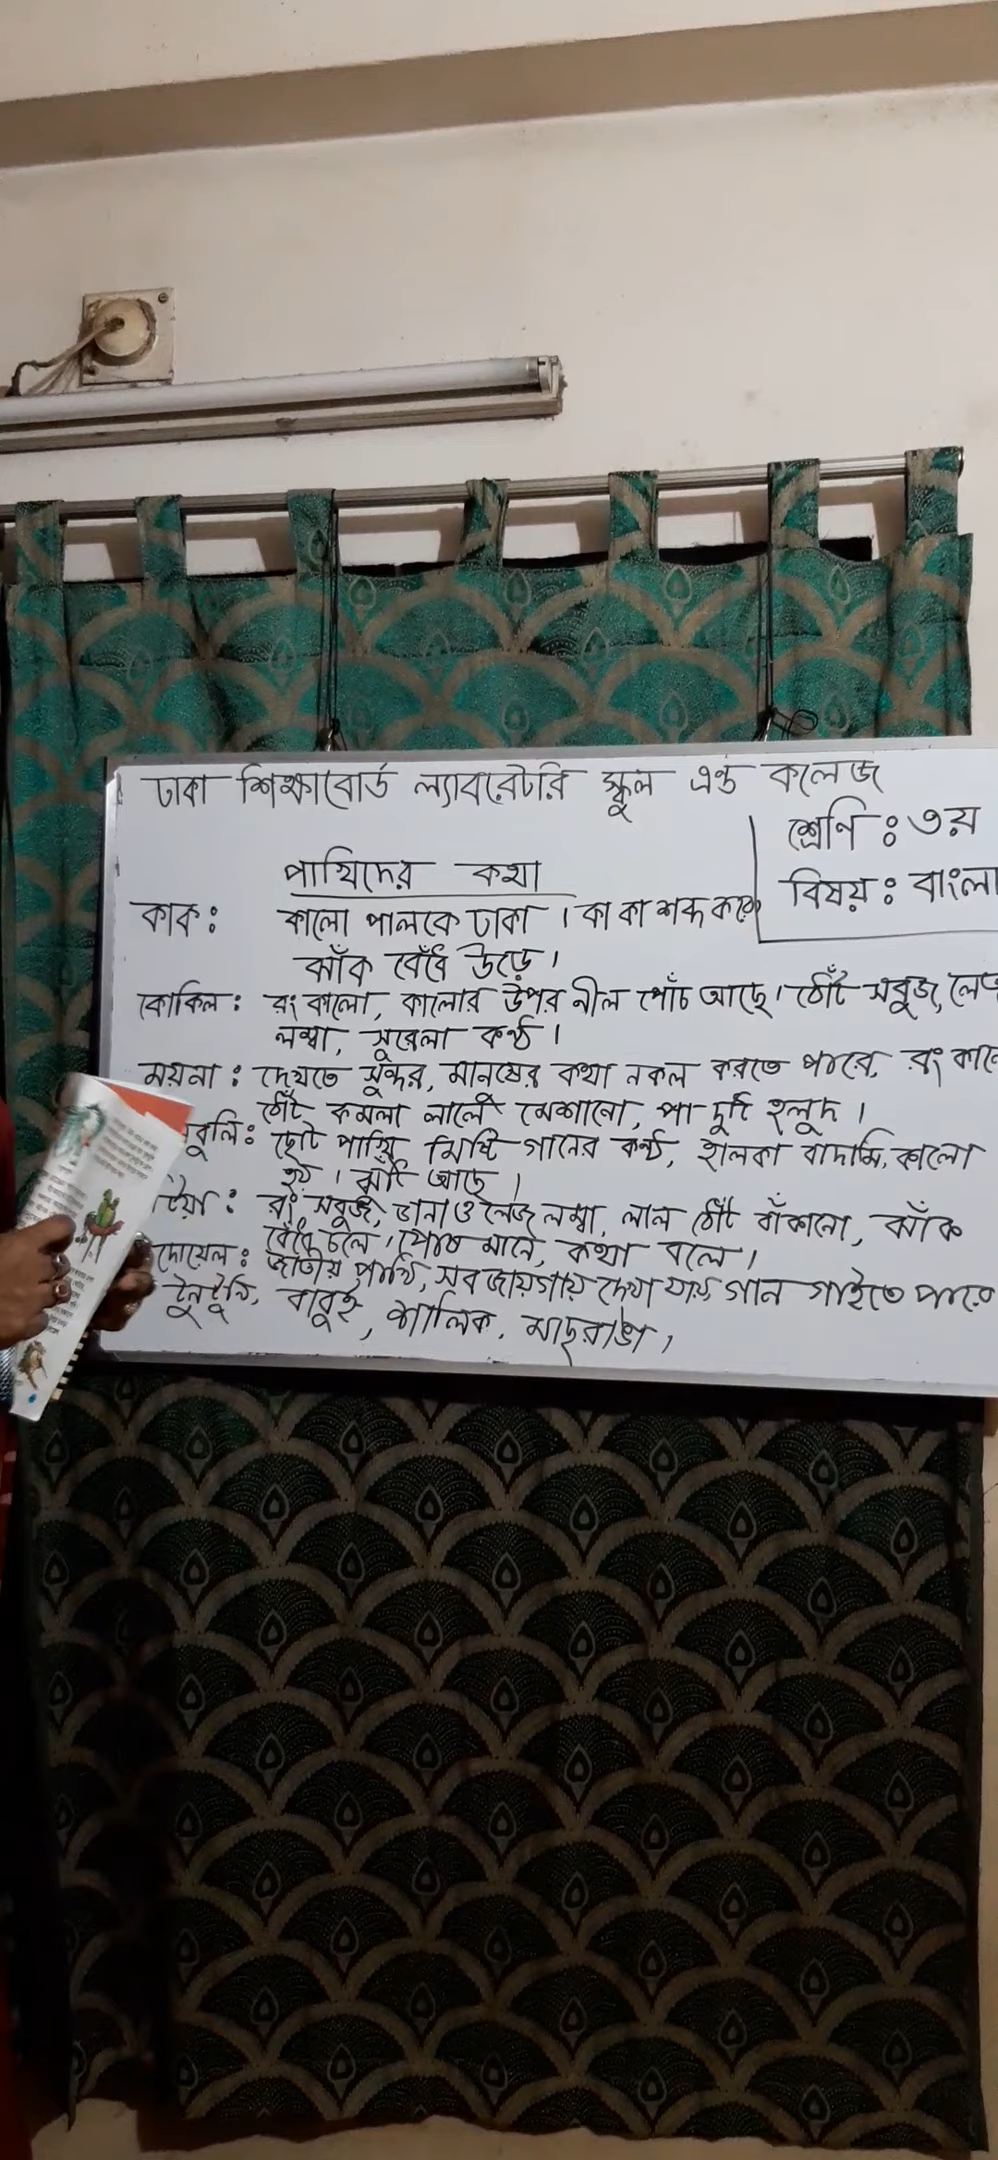 ঢাকা শিক্ষাবোর্ড ল্যাবরেটরি স্কুল এন্ড কলেজ
শ্রেণি : ৩য়
বিষয় : বাংলা
পাখিদের কথা
কাক : কালো পালকে ঢাকা । কা কা শব্দ করে
ঝাঁক বেঁধে উড়ে।
কোকিল : রং কালো, কালোর উপর নীল পোঁচ আছে। ঠোঁট সবুজ,
লম্বা, সুরেলা কণ্ঠ।
ময়না : দেখতে সুন্দর, মানুষের কথা নকল করতে পারে, রং
ঠোঁট কমলা লালে মেশানো, পা দুটি হলুদ ।
বুলি: ছোট পাখি, মিষ্টি গানের কণ্ঠ, হালকা বাদামি, কালো
হয় । ঝুটি আছে ।
টিয়া : রং সবুজ, ডানা ও লেজ লম্বা, লাল ঠোঁট বাঁকানো, ঝাঁক
বেঁধে চলে । পোষ মানে, কথা বলে।
দোয়েল : জাতীয় পাখি, সব জায়গায় দেখা যায়, গান গাইতে পারে
টুনটুনি, বাবুই, শালিক, মাছরাঙা,